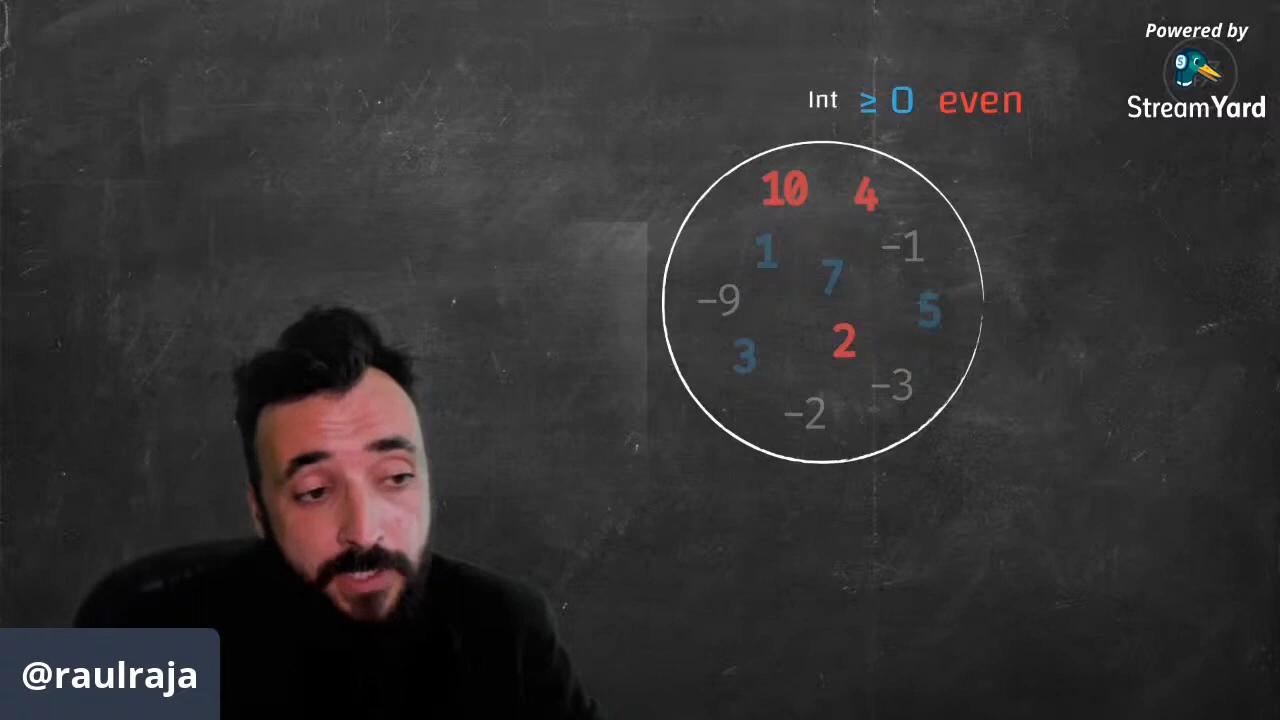 Powered by
StreamYard
Int ≥ 0 even
10 4
1 -1
7
-9 5
3 2
-3
-2
@raulraja